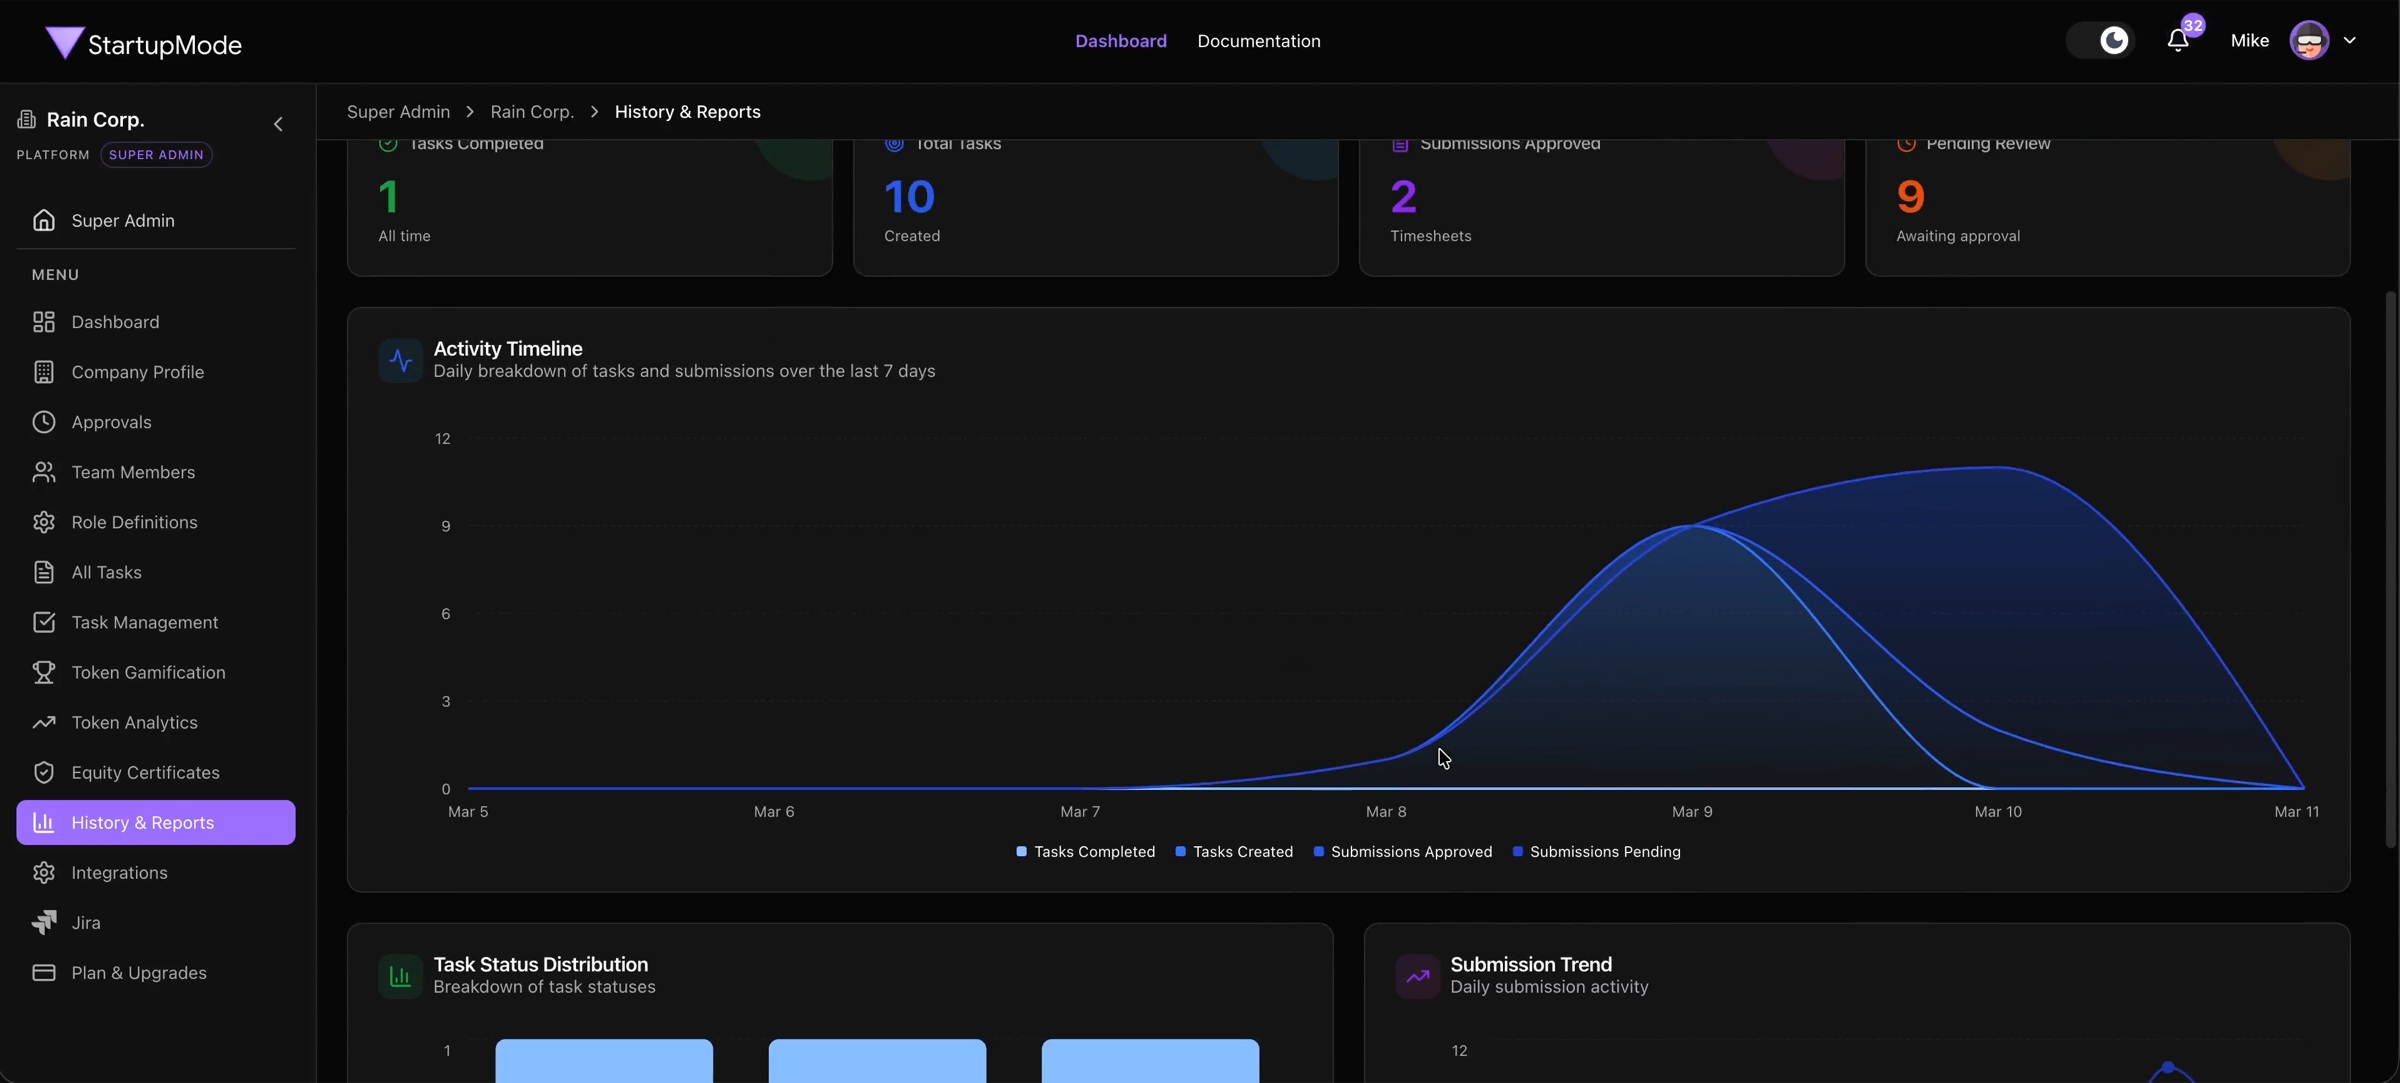 StartupMode
Dashboard
Documentation
32
Mike
Rain Corp.
PLATFORM
SUPER ADMIN
Super Admin
MENU
Dashboard
Company Profile
Approvals
Team Members
Role Definitions
All Tasks
Task Management
Token Gamification
Token Analytics
Equity Certificates
History & Reports
Integrations
Jira
Plan & Upgrades
Super Admin > Rain Corp. > History & Reports
Tasks Completed
1
All time
Total Tasks
10
Created
Submissions Approved
2
Timesheets
Pending Review
9
Awaiting approval
Activity Timeline
Daily breakdown of tasks and submissions over the last 7 days
12
9
6
3
0
Mar 5
Mar 6
Mar 7
Mar 8
Mar 9
Mar 10
Mar 11
Tasks Completed
Tasks Created
Submissions Approved
Submissions Pending
Task Status Distribution
Breakdown of task statuses
1
Submission Trend
Daily submission activity
12